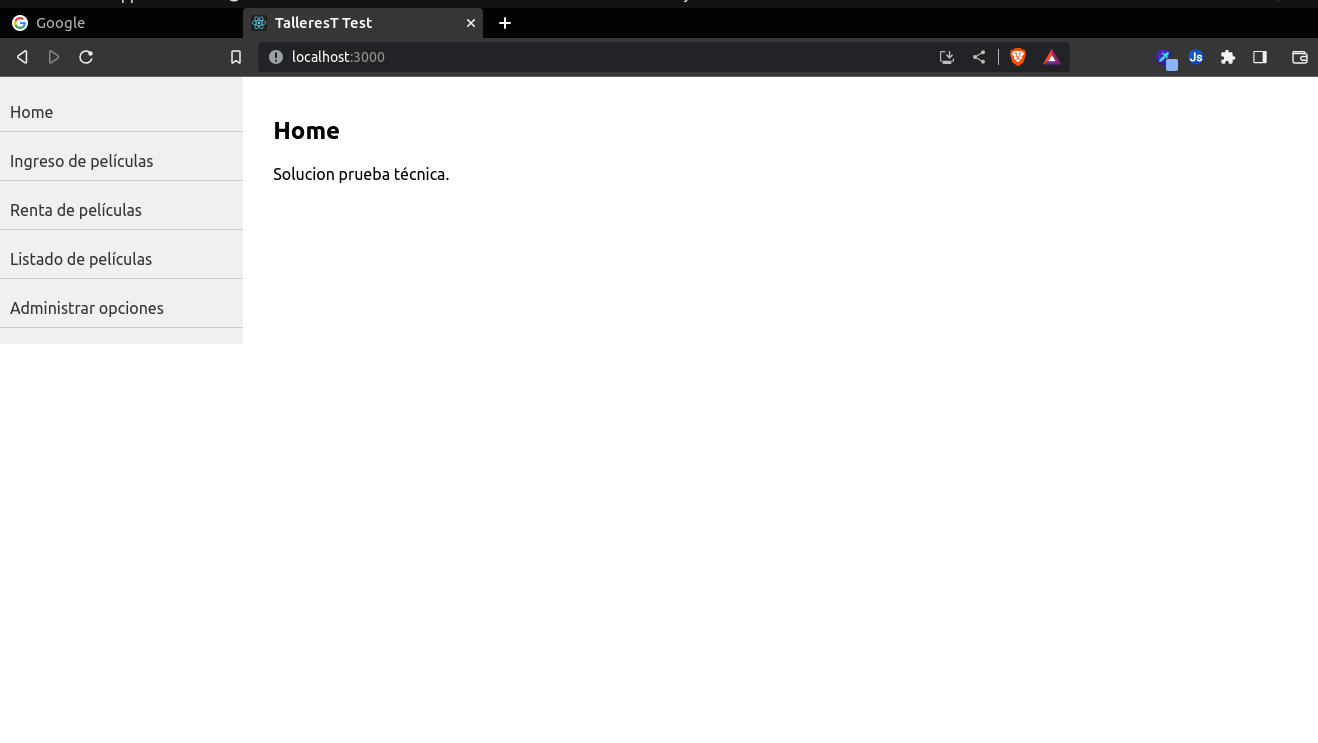 Google
TalleresT Test
localhost:3000
Js
Home
Ingreso de películas
Renta de películas
Listado de películas
Administrar opciones
Home
Solucion prueba técnica.